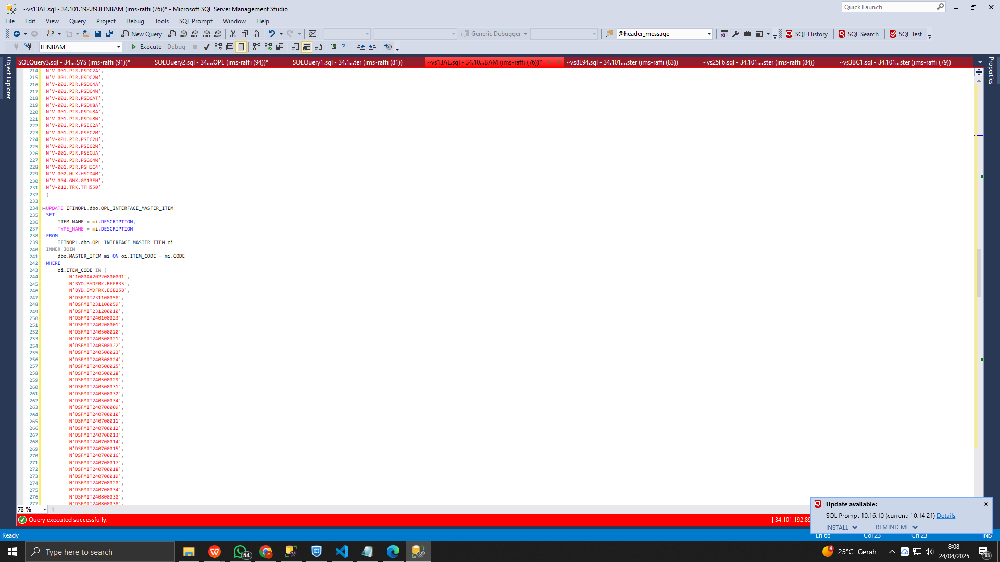 ~vs13AE.sql - 34.101.192.89.IFINBAM (ims-raffi (76))* - Microsoft SQL Server Management Studio
Quick Launch
File Edit View Query Project Debug Tools SQL Prompt Window Help
New Query MDX DMX XMLA DAX Generic Debugger @header_message SQL History SQL Search SQL Test
IFINBAM Execute Debug
Object Explorer
Properties
SQLQuery3.sql - 34....SYS (ims-raffi (91))* SQLQuery2.sql - 34....OPL (ims-raffi (94))* SQLQuery1.sql - 34.1...ter (ims-raffi (81)) ~vs13AE.sql - 34.10...BAM (ims-raffi (76))* ~vs8E94.sql - 34.101....ster (ims-raffi (83)) ~vs25F6.sql - 34.101....ster (ims-raffi (84)) ~vs3BC1.sql - 34.101...ster (ims-raffi (79))
214 N'V-001.PJR.PSDC2A',
215 N'V-001.PJR.PSDC2W',
216 N'V-001.PJR.PSDC4A',
217 N'V-001.PJR.PSDC4W',
218 N'V-001.PJR.PSDCAT',
219 N'V-001.PJR.PSDK8A',
220 N'V-001.PJR.PSDU8A',
221 N'V-001.PJR.PSDU8W',
222 N'V-001.PJR.PSEC2A',
223 N'V-001.PJR.PSEC2M',
224 N'V-001.PJR.PSEC2U',
225 N'V-001.PJR.PSEC2W',
226 N'V-001.PJR.PSECUA',
227 N'V-001.PJR.PSGC4W',
228 N'V-001.PJR.PSHIC4',
229 N'V-002.HLX.HSCD4M',
230 N'V-004.GMX.GM13FH',
231 N'V-012.TRK.TFH550'
232 )
233
234 UPDATE IFINOPL.dbo.OPL_INTERFACE_MASTER_ITEM
235 SET
236 ITEM_NAME = mi.DESCRIPTION,
237 TYPE_NAME = mi.DESCRIPTION
238 FROM
239 IFINOPL.dbo.OPL_INTERFACE_MASTER_ITEM oi
240 INNER JOIN
241 dbo.MASTER_ITEM mi ON oi.ITEM_CODE = mi.CODE
242 WHERE
243 oi.ITEM_CODE IN (
244 N'1000AA20220800001',
245 N'BYD.BYDFRK.BFEB35',
246 N'BYD.BYDFRK.ECB25B',
247 N'DSFMIT231100058',
248 N'DSFMIT231100059',
249 N'DSFMIT231200010',
250 N'DSFMIT240100023',
251 N'DSFMIT240200001',
252 N'DSFMIT240500020',
253 N'DSFMIT240500021',
254 N'DSFMIT240500022',
255 N'DSFMIT240500023',
256 N'DSFMIT240500024',
257 N'DSFMIT240500025',
258 N'DSFMIT240500028',
259 N'DSFMIT240500029',
260 N'DSFMIT240500031',
261 N'DSFMIT240500032',
262 N'DSFMIT240500034',
263 N'DSFMIT240700009',
264 N'DSFMIT240700010',
265 N'DSFMIT240700011',
266 N'DSFMIT240700012',
267 N'DSFMIT240700013',
268 N'DSFMIT240700014',
269 N'DSFMIT240700015',
270 N'DSFMIT240700016',
271 N'DSFMIT240700017',
272 N'DSFMIT240700018',
273 N'DSFMIT240700019',
274 N'DSFMIT240700020',
275 N'DSFMIT240700034',
276 N'DSFMIT240800030',
277 N'DSFMIT240800038',
78 %
Update available:
SQL Prompt 10.16.10 (current: 10.14.21) Details
INSTALL REMIND ME
Query executed successfully. 34.101.192.89
Ready Ln 66 Col 23 Ch 23 INS
Type here to search
54
4
25°C Cerah
8:08
24/04/2025
18